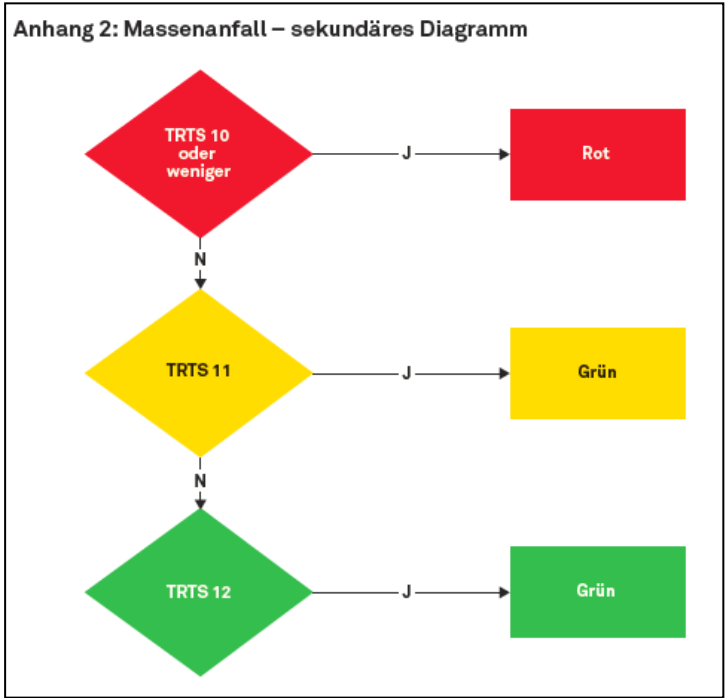 Anhang 2: Massenanfall – sekundäres Diagramm
TRTS 10
oder
weniger
J
Rot
N
TRTS 11
J
Grün
N
TRTS 12
J
Grün